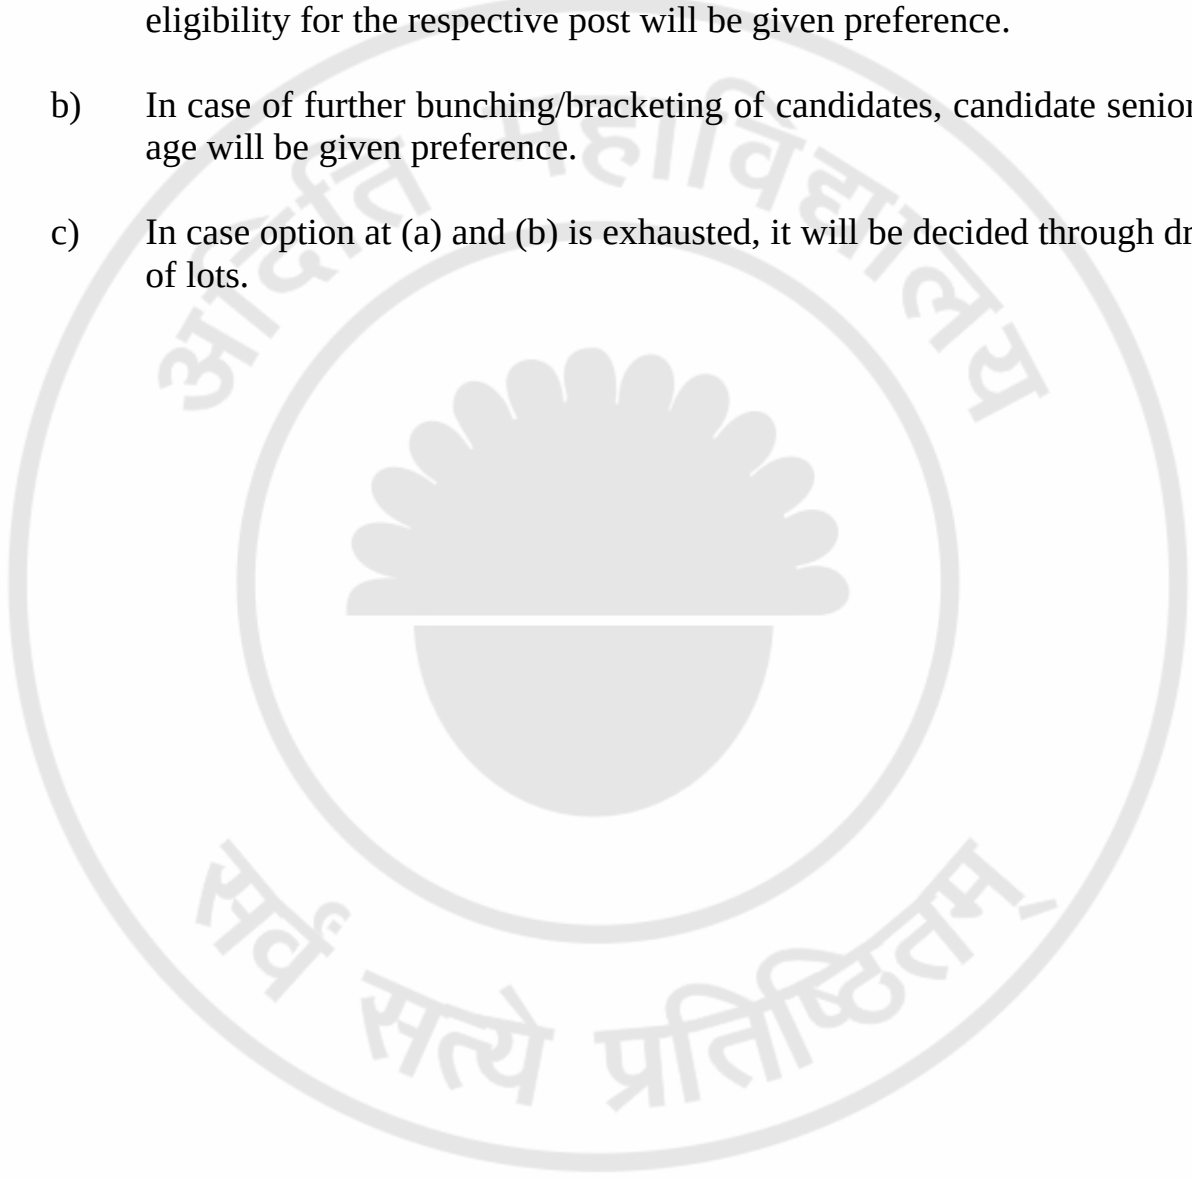 eligibility for the respective post will be given preference.
b) In case of further bunching/bracketing of candidates, candidate senior
age will be given preference.
c) In case option at (a) and (b) is exhausted, it will be decided through
of lots.
अदिति महाविद्यालय
सर्वं सत्ये प्रतिष्ठितम्